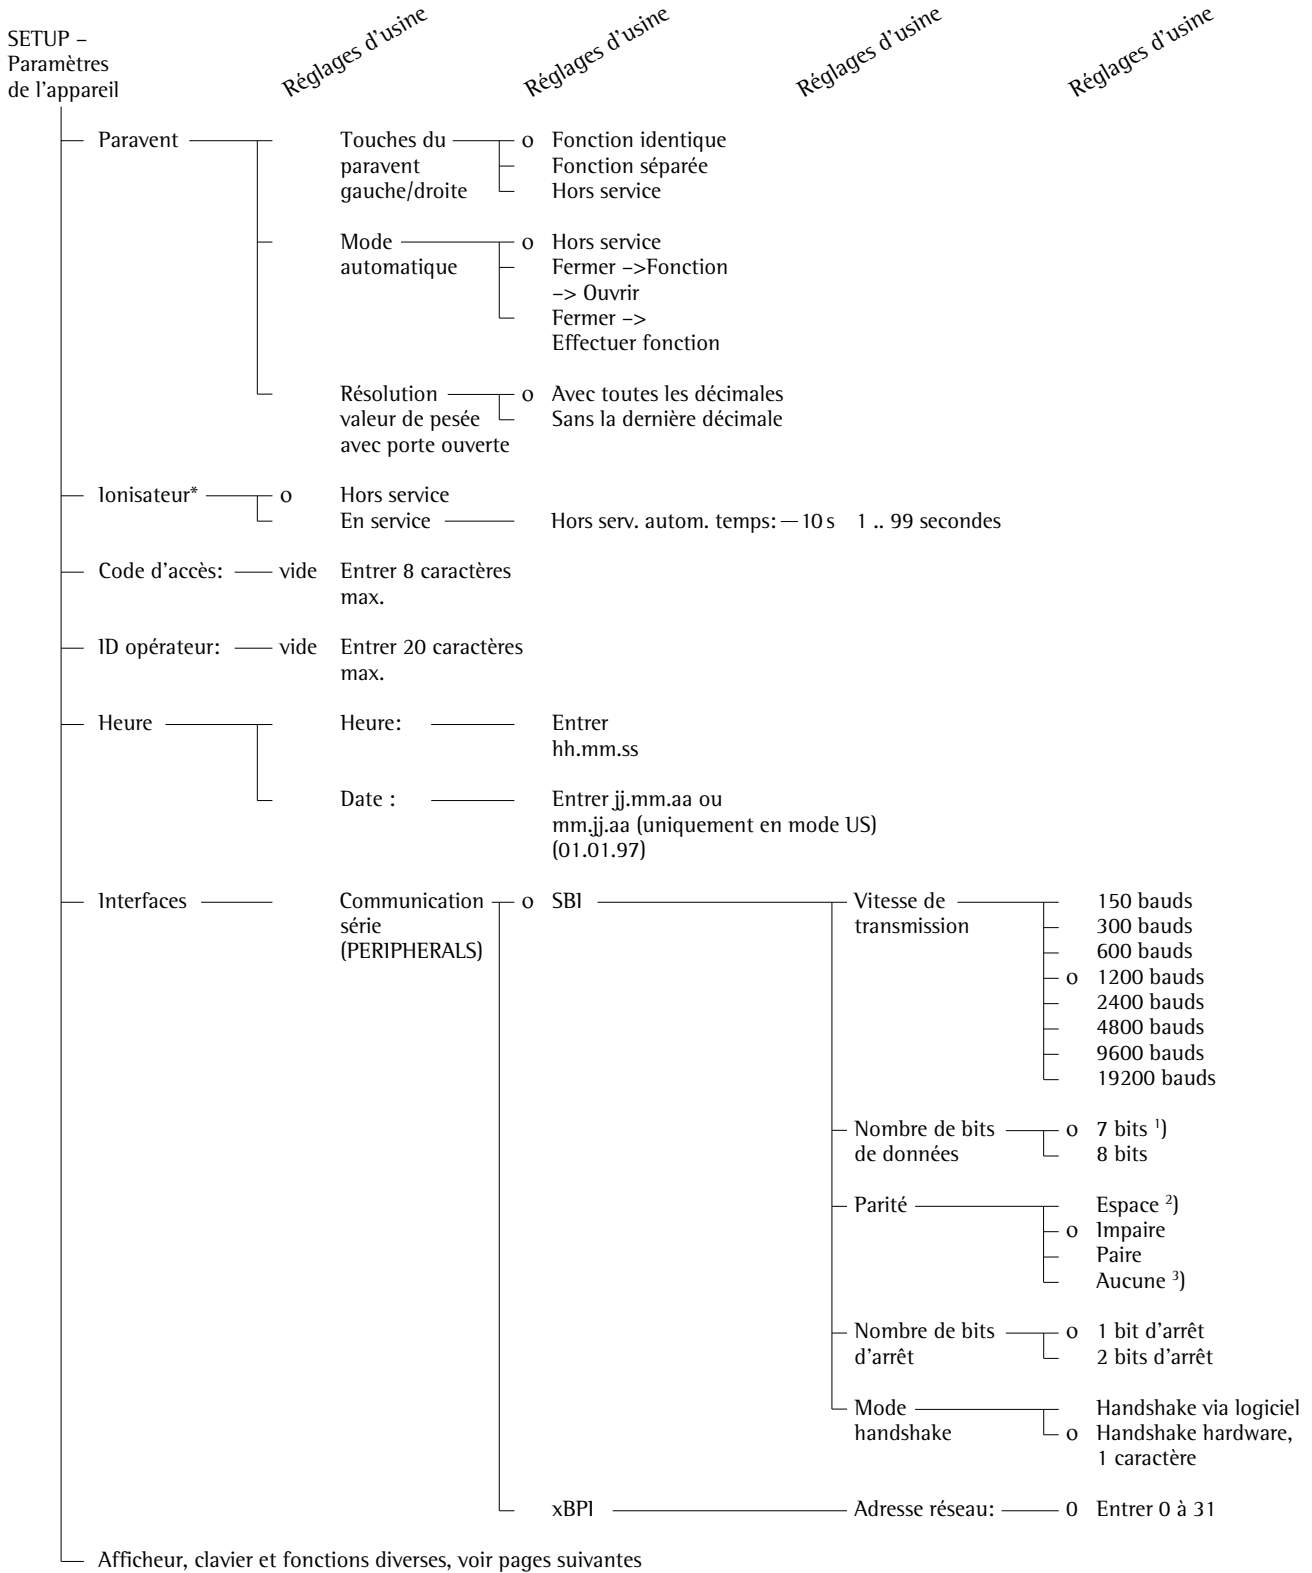 SETUP –
Paramètres
de l'appareil
Réglages d'usine
Réglages d'usine
Réglages d'usine
Réglages d'usine
Paravent
Touches du
paravent
gauche/droite
o Fonction identique
Fonction séparée
Hors service
Mode
automatique
o Hors service
Fermer –>Fonction
–> Ouvrir
Fermer –>
Effectuer fonction
Résolution
valeur de pesée
avec porte ouverte
o Avec toutes les décimales
Sans la dernière décimale
Ionisateur*
o Hors service
En service
Hors serv. autom. temps: 10 s 1 .. 99 secondes
Code d'accès: vide Entrer 8 caractères
max.
ID opérateur: vide Entrer 20 caractères
max.
Heure
Heure:
Entrer
hh.mm.ss
Date :
Entrer jj.mm.aa ou
mm.jj.aa (uniquement en mode US)
(01.01.97)
Interfaces
Communication
série
(PERIPHERALS)
o SBI
Vitesse de
transmission
150 bauds
300 bauds
600 bauds
o 1200 bauds
2400 bauds
4800 bauds
9600 bauds
19200 bauds
Nombre de bits
de données
o 7 bits 1)
8 bits
Parité
Espace 2)
o Impaire
Paire
Aucune 3)
Nombre de bits
d'arrêt
o 1 bit d'arrêt
2 bits d'arrêt
Mode
handshake
Handshake via logiciel
o Handshake hardware,
1 caractère
xBPI
Adresse réseau: 0 Entrer 0 à 31
Afficheur, clavier et fonctions diverses, voir pages suivantes